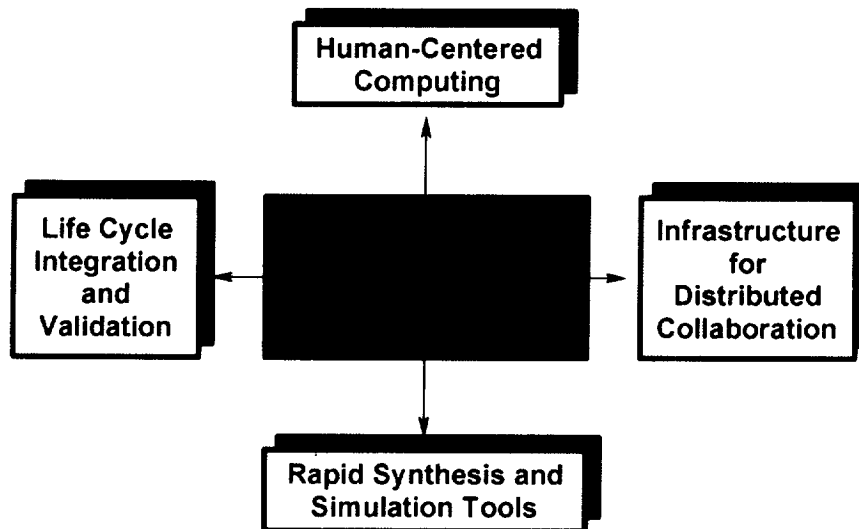 Human-Centered
Computing
Life Cycle
Integration
and
Validation
Infrastructure
for
Distributed
Collaboration
Rapid Synthesis and
Simulation Tools